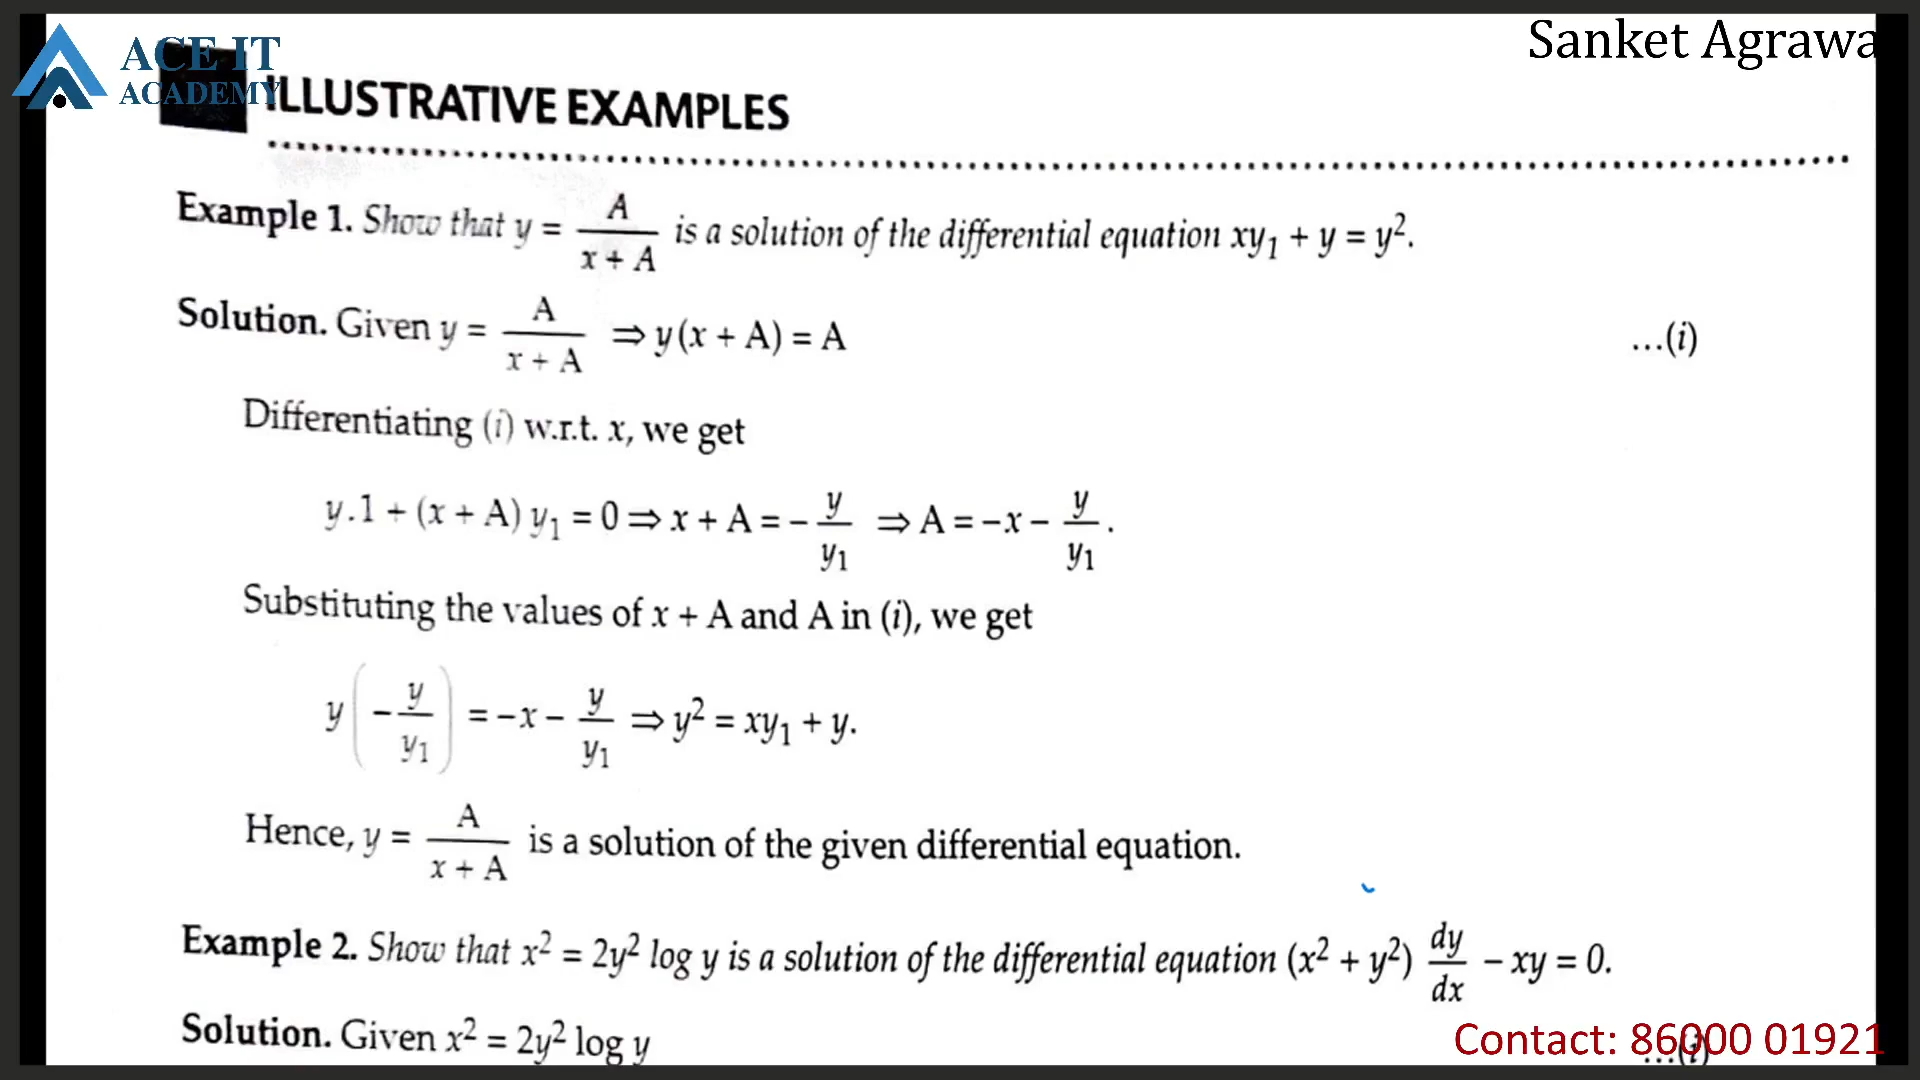 ACE IT
ACADEMY
Sanket Agrawa
ILLUSTRATIVE EXAMPLES
Example 1. Show that y = A / (x + A) is a solution of the differential equation xy₁ + y = y².
Solution. Given y = A / (x + A) ⇒ y(x + A) = A ...(i)
Differentiating (i) w.r.t. x, we get
y.1 + (x + A) y₁ = 0 ⇒ x + A = – y/y₁ ⇒ A = –x – y/y₁.
Substituting the values of x + A and A in (i), we get
y(– y/y₁) = –x – y/y₁ ⇒ y² = xy₁ + y.
Hence, y = A / (x + A) is a solution of the given differential equation.
Example 2. Show that x² = 2y² log y is a solution of the differential equation (x² + y²) dy/dx – xy = 0.
Solution. Given x² = 2y² log y ...(i)
Contact: 86000 01921